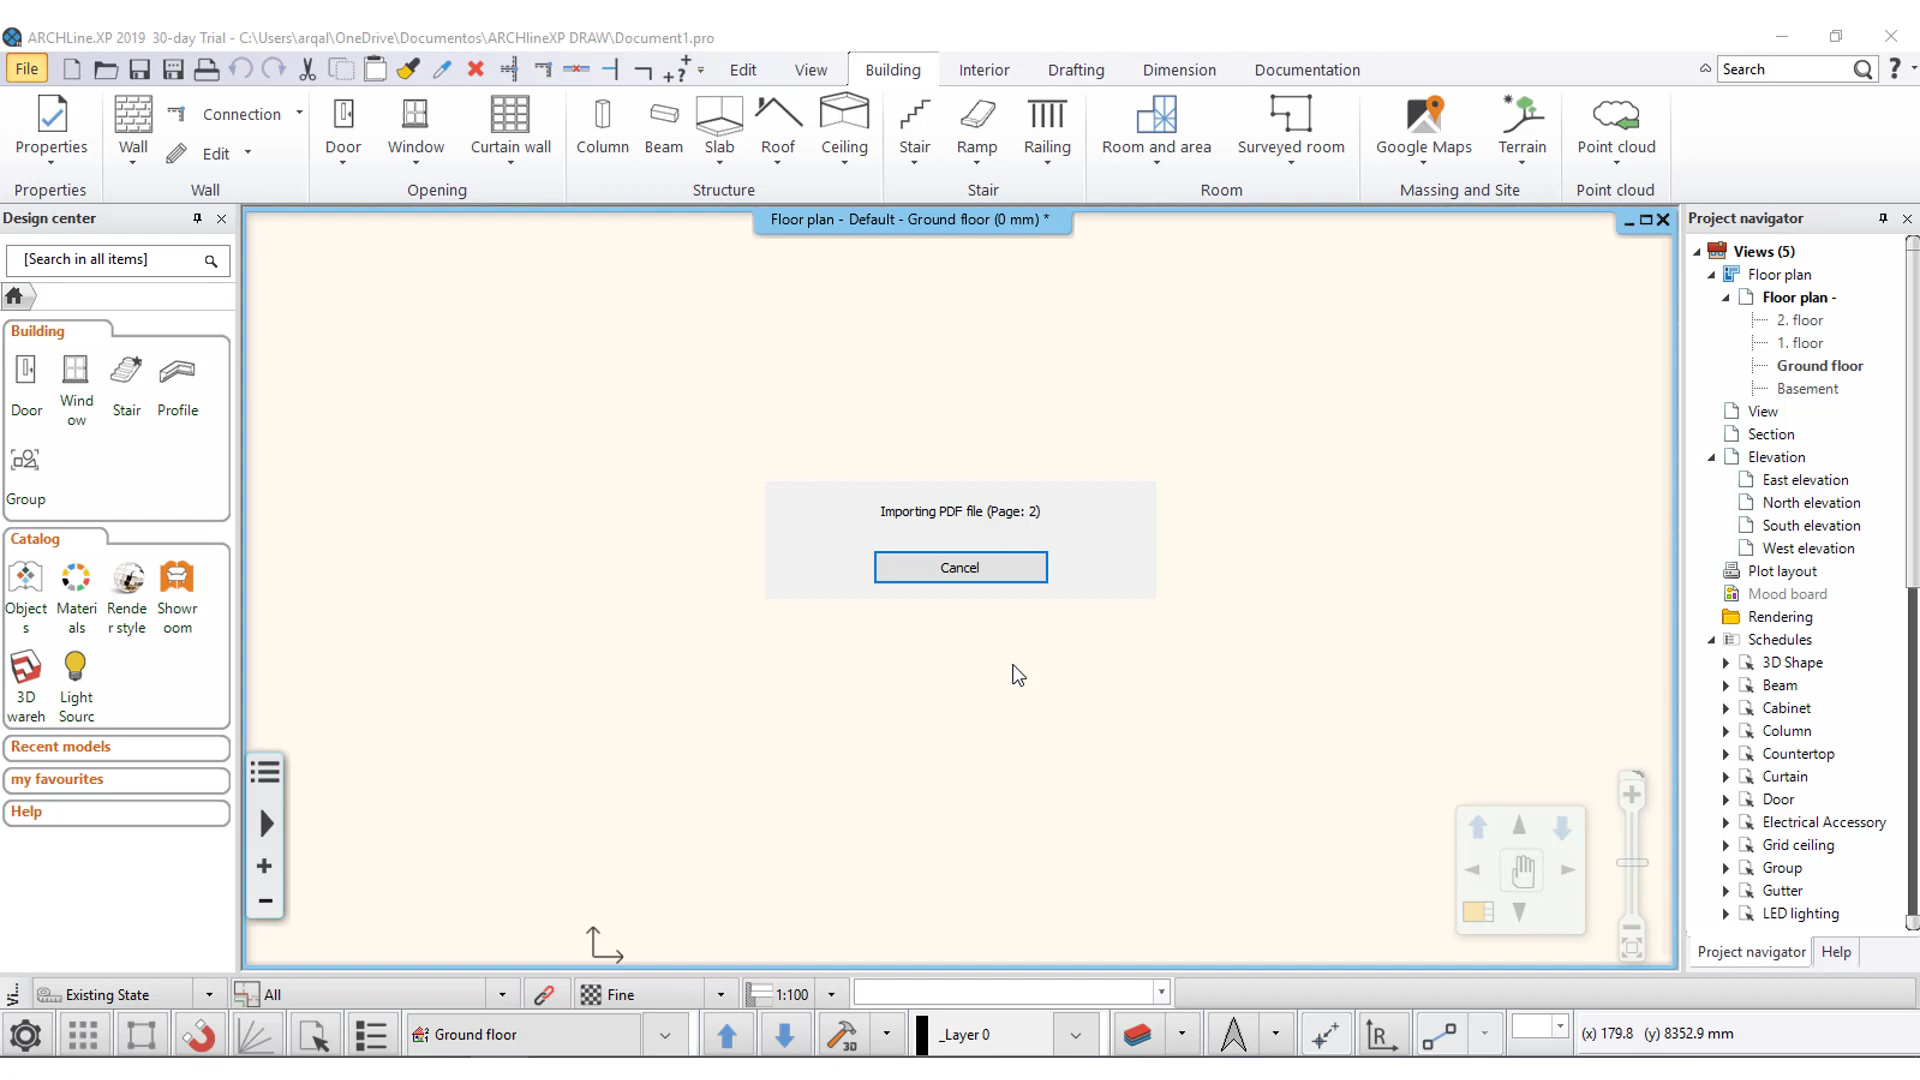 ARCHLine.XP 2019  30-day Trial - C:\Users\arqal\OneDrive\Documentos\ARCHlineXP DRAW\Document1.pro
File
Edit
View
Building
Interior
Drafting
Dimension
Documentation
Search
Properties
Wall
Connection
Edit
Door
Window
Curtain wall
Column
Beam
Slab
Roof
Ceiling
Stair
Ramp
Railing
Room and area
Surveyed room
Google Maps
Terrain
Point cloud
Properties
Wall
Opening
Structure
Stair
Room
Massing and Site
Point cloud
Design center
[Search in all items]
Building
Door
Wind
ow
Stair
Profile
Group
Catalog
Object
s
Materi
als
Rende
r style
Showr
oom
3D
wareh
Light
Sourc
Recent models
my favourites
Help
Floor plan - Default - Ground floor (0 mm) *
Importing PDF file (Page: 2)
Cancel
Project navigator
Views (5)
Floor plan
Floor plan -
2. floor
1. floor
Ground floor
Basement
View
Section
Elevation
East elevation
North elevation
South elevation
West elevation
Plot layout
Mood board
Rendering
Schedules
3D Shape
Beam
Cabinet
Column
Countertop
Curtain
Door
Electrical Accessory
Grid ceiling
Group
Gutter
LED lighting
Project navigator
Help
Existing State
All
Fine
1:100
Ground floor
3D
_Layer 0
(x) 179.8   (y) 8352.9 mm